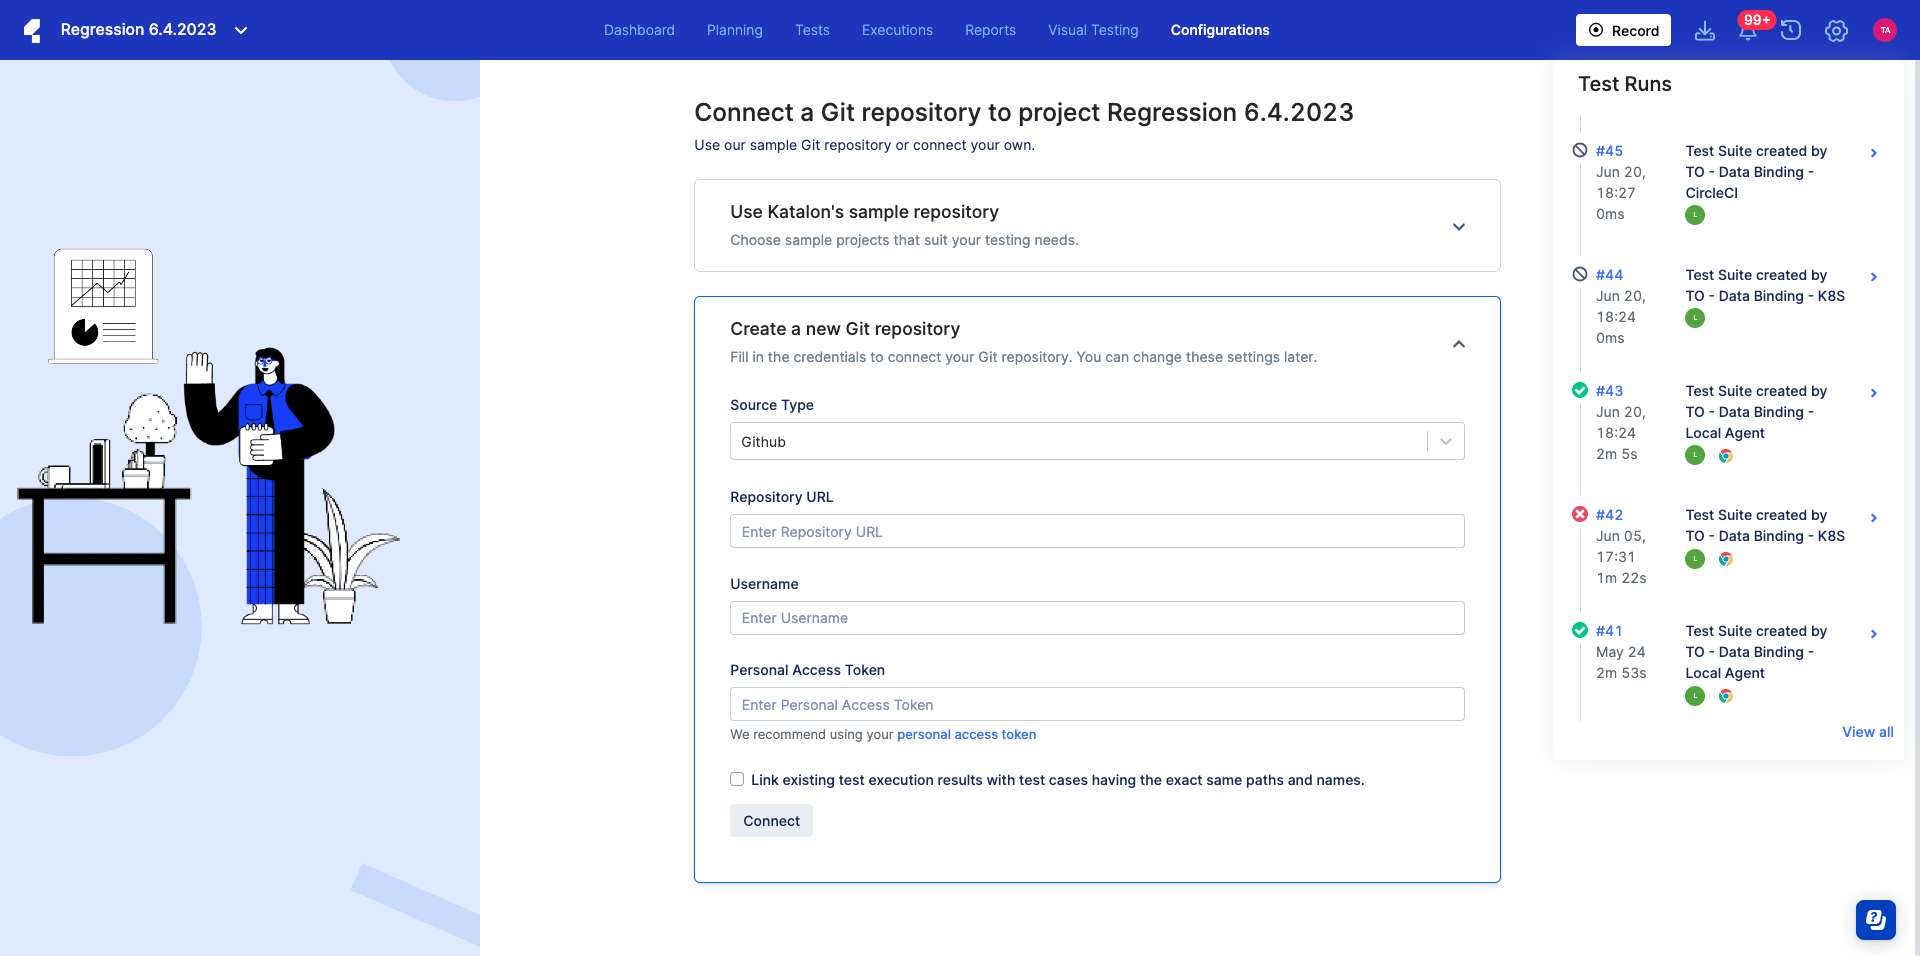 Regression 6.4.2023
Dashboard
Planning
Tests
Executions
Reports
Visual Testing
Configurations
Record
99+
TA
Connect a Git repository to project Regression 6.4.2023
Use our sample Git repository or connect your own.
Use Katalon's sample repository
Choose sample projects that suit your testing needs.
Create a new Git repository
Fill in the credentials to connect your Git repository. You can change these settings later.
Source Type
Github
Repository URL
Enter Repository URL
Username
Enter Username
Personal Access Token
Enter Personal Access Token
We recommend using your personal access token
Link existing test execution results with test cases having the exact same paths and names.
Connect
Test Runs
#45
Jun 20,
18:27
0ms
Test Suite created by
TO - Data Binding -
CircleCI
L
#44
Jun 20,
18:24
0ms
Test Suite created by
TO - Data Binding - K8S
L
#43
Jun 20,
18:24
2m 5s
Test Suite created by
TO - Data Binding -
Local Agent
L
#42
Jun 05,
17:31
1m 22s
Test Suite created by
TO - Data Binding - K8S
L
#41
May 24
2m 53s
Test Suite created by
TO - Data Binding -
Local Agent
L
View all